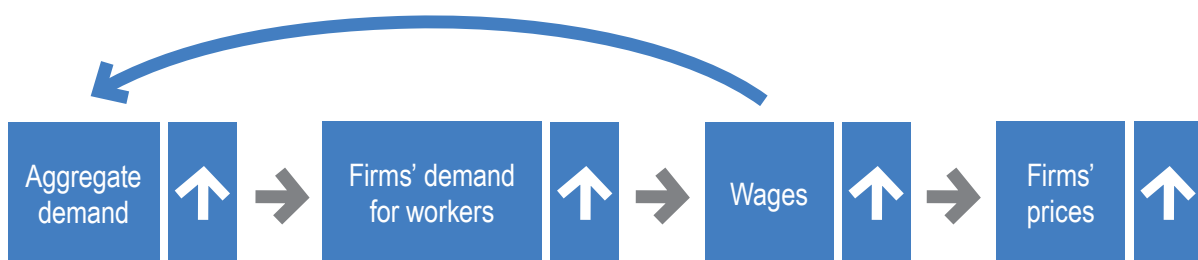 Aggregate
demand
Firms’ demand
for workers
Wages
Firms’
prices